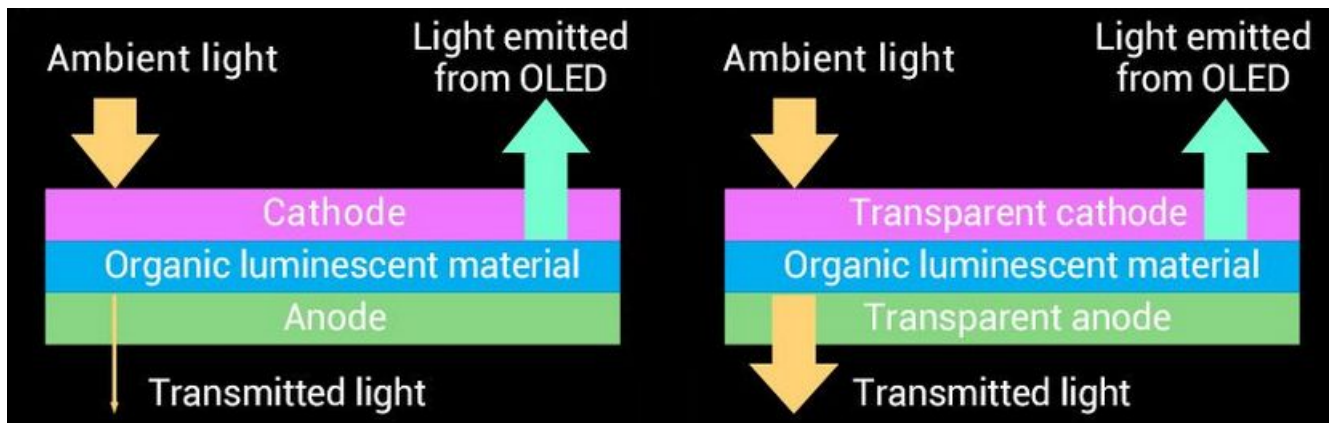 Ambient light
Light emitted
from OLED
Cathode
Organic luminescent material
Anode
Transmitted light
Ambient light
Light emitted
from OLED
Transparent cathode
Organic luminescent material
Transparent anode
Transmitted light